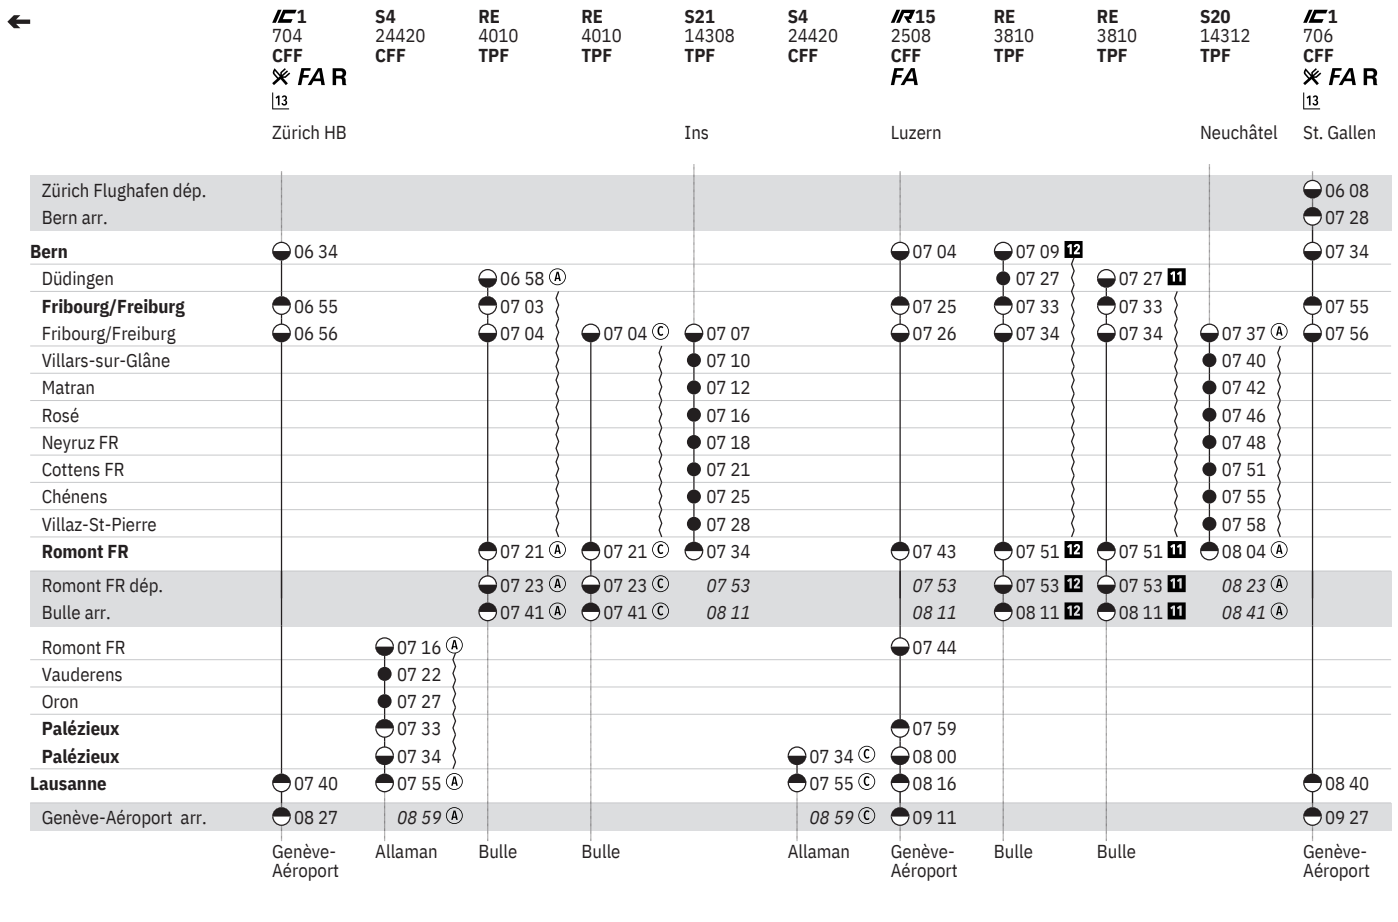 IC 1 S4 RE RE S21 S4 IR 15 RE RE S20 IC 1
704 24420 4010 4010 14308 24420 2508 3810 3810 14312 706
CFF CFF TPF TPF TPF CFF CFF TPF TPF TPF CFF
FA R FA FA R
13 13
Zürich HB Ins Luzern Neuchâtel St. Gallen
Zürich Flughafen dép. 06 08
Bern arr. 07 28
Bern 06 34 07 04 07 09 12 07 34
Düdingen 06 58 A 07 27 07 27 11
Fribourg/Freiburg 06 55 07 03 07 25 07 33 07 33 07 55
Fribourg/Freiburg 06 56 07 04 07 04 C 07 07 07 26 07 34 07 34 07 37 A 07 56
Villars-sur-Glâne 07 10 07 40
Matran 07 12 07 42
Rosé 07 16 07 46
Neyruz FR 07 18 07 48
Cottens FR 07 21 07 51
Chénens 07 25 07 55
Villaz-St-Pierre 07 28 07 58
Romont FR 07 21 A 07 21 C 07 34 07 43 07 51 12 07 51 11 08 04 A
Romont FR dép. 07 23 A 07 23 C 07 53 07 53 07 53 12 07 53 11 08 23 A
Bulle arr. 07 41 A 07 41 C 08 11 08 11 08 11 12 08 11 11 08 41 A
Romont FR 07 16 A 07 44
Vauderens 07 22
Oron 07 27
Palézieux 07 33 07 59
Palézieux 07 34 07 34 C 08 00
Lausanne 07 40 07 55 A 07 55 C 08 16 08 40
Genève-Aéroport arr. 08 27 08 59 A 08 59 C 09 11 09 27
Genève- Allaman Bulle Bulle Allaman Genève- Bulle Bulle Genève-
Aéroport Aéroport Aéroport